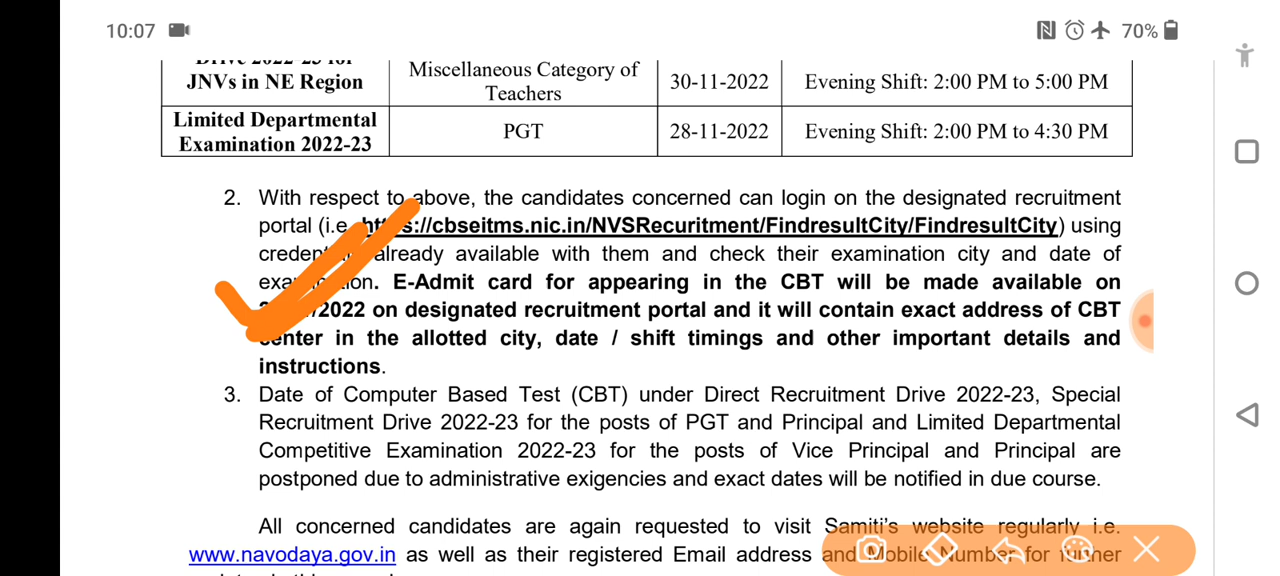 10:07
70%
JNVs in NE Region
Miscellaneous Category of
Teachers
30-11-2022
Evening Shift: 2:00 PM to 5:00 PM
Limited Departmental
Examination 2022-23
PGT
28-11-2022
Evening Shift: 2:00 PM to 4:30 PM
2. With respect to above, the candidates concerned can login on the designated recruitment
portal (i.e. https://cbseitms.nic.in/NVSRecuritment/FindresultCity/FindresultCity) using
already available with them and check their examination city and date of
E-Admit card for appearing in the CBT will be made available on
/2022 on designated recruitment portal and it will contain exact address of CBT
center in the allotted city, date / shift timings and other important details and
instructions.
3. Date of Computer Based Test (CBT) under Direct Recruitment Drive 2022-23, Special
Recruitment Drive 2022-23 for the posts of PGT and Principal and Limited Departmental
Competitive Examination 2022-23 for the posts of Vice Principal and Principal are
postponed due to administrative exigencies and exact dates will be notified in due course.
All concerned candidates are again requested to visit Samiti's website regularly i.e.
www.navodaya.gov.in as well as their registered Email address and Mobile Number for further